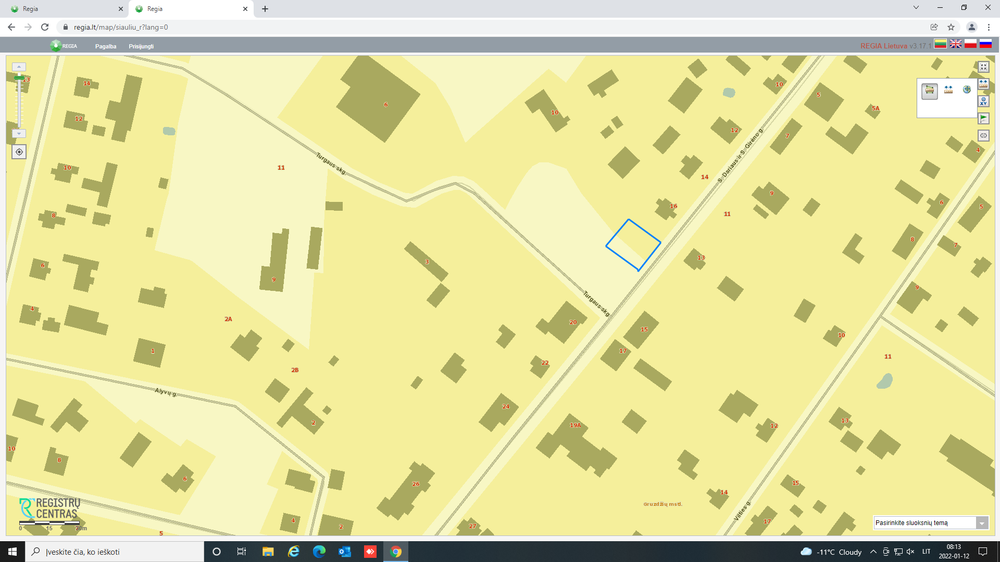 Regia
Regia
regia.lt/map/siauliu_r?lang=0
REGIA
Pagalba
Prisijungti
REGIA Lietuva v3.17.1
XY
13
14
12
10
8
6
4
1
11
9
2A
2B
2
3
6
10
10
12
14
16
5
5A
7
4
9
11
13
6
5
8
7
9
10
11
20
22
24
15
17
19A
26
27
12
13
14
15
17
10
8
6
5
4
2
Turgaus skg.
Turgaus skg.
S. Dariaus ir S. Girėno g.
Alyvų g.
Vilties g.
Gruzdžių mstl.
REGISTRŲ
CENTRAS
0 15 30m
Pasirinkite sluoksnių temą
Įveskite čia, ko ieškoti
-11°C Cloudy
LIT
08:13
2022-01-12